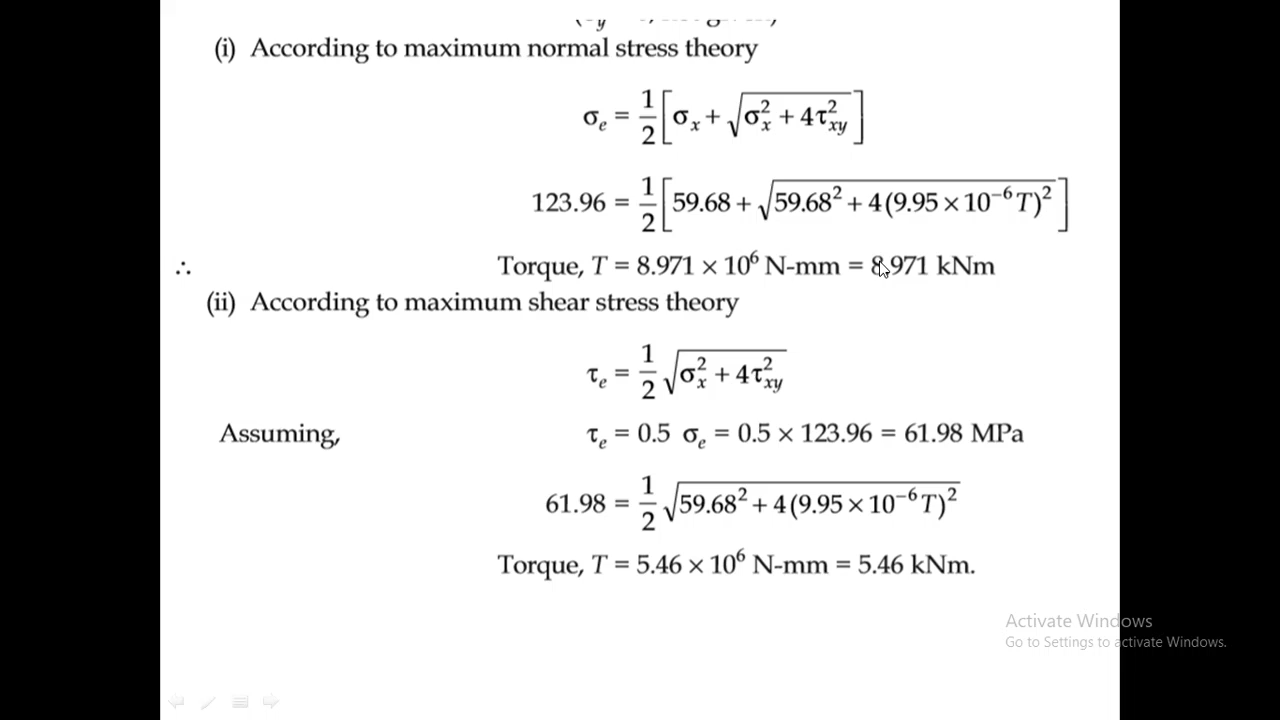 (i) According to maximum normal stress theory
σₑ = 1/2 [σₓ + √(σₓ² + 4τ²ₓᵧ)]
123.96 = 1/2 [59.68 + √(59.68² + 4(9.95 × 10⁻⁶ T)²)]
∴ Torque, T = 8.971 × 10⁶ N-mm = 8.971 kNm
(ii) According to maximum shear stress theory
τₑ = 1/2 √(σₓ² + 4τ²ₓᵧ)
Assuming, τₑ = 0.5 σₑ = 0.5 × 123.96 = 61.98 MPa
61.98 = 1/2 √(59.68² + 4(9.95 × 10⁻⁶ T)²)
Torque, T = 5.46 × 10⁶ N-mm = 5.46 kNm.
Activate Windows
Go to Settings to activate Windows.